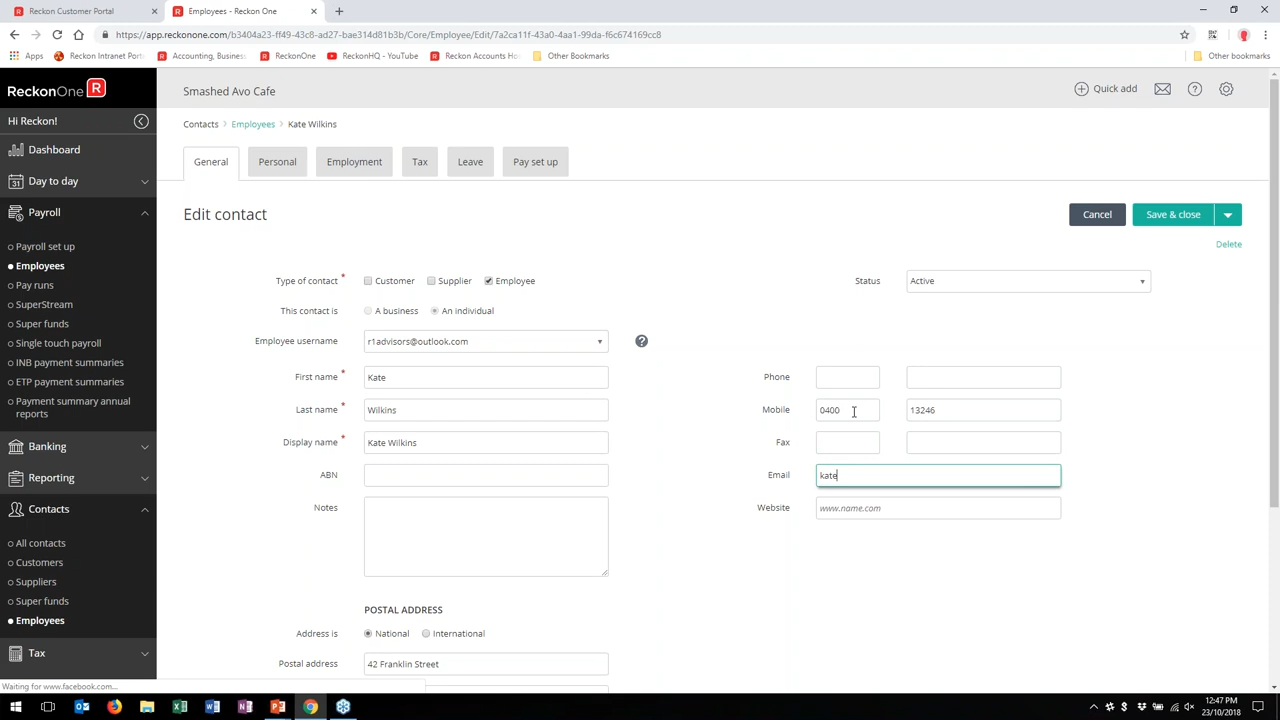 Reckon Customer Portal
Employees - Reckon One
https://app.reckonone.com/b3404a23-ff49-43c8-ad27-bae314d81b3b/Core/Employee/Edit/7a2ca11f-43a0-4aa1-99da-f6c674169cc8
Apps
Reckon Intranet Port
Accounting, Busines
ReckonOne
ReckonHQ - YouTube
Reckon Accounts Ho
Other Bookmarks
Other bookmarks
ReckonOne R
Smashed Avo Cafe
Quick add
Hi Reckon!
Contacts > Employees > Kate Wilkins
Dashboard
Day to day
Payroll
Payroll set up
Employees
Pay runs
SuperStream
Super funds
Single touch payroll
INB payment summaries
ETP payment summaries
Payment summary annual
reports
Banking
Reporting
Contacts
All contacts
Customers
Suppliers
Super funds
Employees
Tax
General
Personal
Employment
Tax
Leave
Pay set up
Edit contact
Cancel
Save & close
Delete
Type of contact *
Customer
Supplier
Employee
Status
Active
This contact is
A business
An individual
Employee username
r1advisors@outlook.com
First name *
Kate
Phone
Last name *
Wilkins
Mobile
0400
13246
Display name *
Kate Wilkins
Fax
ABN
Email
kate
Notes
Website
www.name.com
POSTAL ADDRESS
Address is
National
International
Postal address
42 Franklin Street
Waiting for www.facebook.com...
12:47 PM
23/10/2018